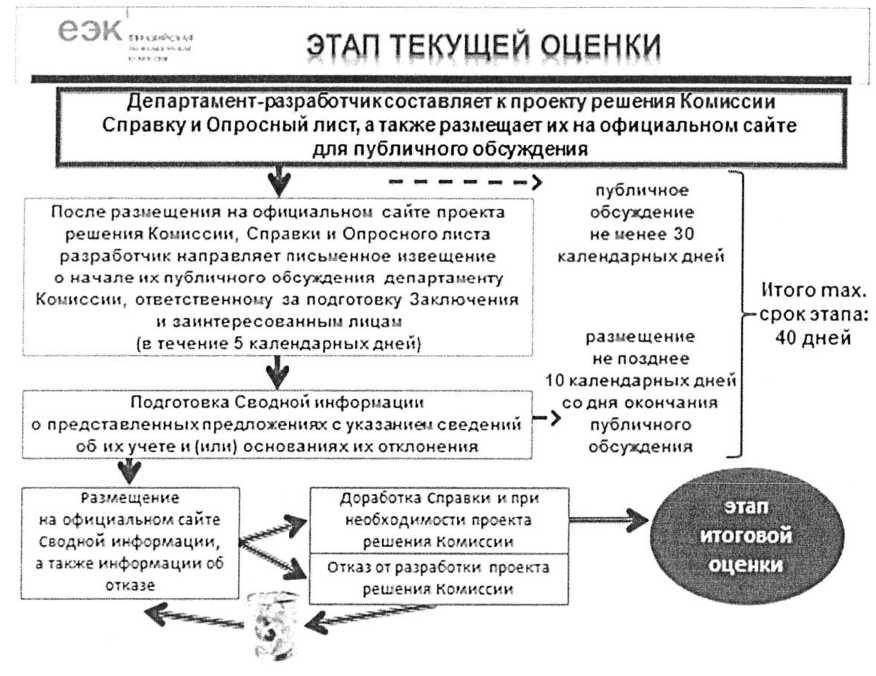 еэк
ЕВРАЗИЙСКАЯ
ЭКОНОМИЧЕСКАЯ
КОМИССИЯ
ЭТАП ТЕКУЩЕЙ ОЦЕНКИ
Департамент-разработчик составляет к проекту решения Комиссии
Справку и Опросный лист, а также размещает их на официальном сайте
для публичного обсуждения
После размещения на официальном сайте проекта
решения Комиссии, Справки и Опросного листа
разработчик направляет письменное извещение
о начале их публичного обсуждения департаменту
Комиссии, ответственному за подготовку Заключения
и заинтересованным лицам
(в течение 5 календарных дней)
публичное
обсуждение
не менее 30
календарных дней
Итого max.
срок этапа:
40 дней
размещение
не позднее
10 календарных дней
со дня окончания
публичного
обсуждения
Подготовка Сводной информации
о представленных предложениях с указанием сведений
об их учете и (или) основаниях их отклонения
Размещение
на официальном сайте
Сводной информации,
а также информации об
отказе
Доработка Справки и при
необходимости проекта
решения Комиссии
Отказ от разработки проекта
решения Комиссии
этап
итоговой
оценки